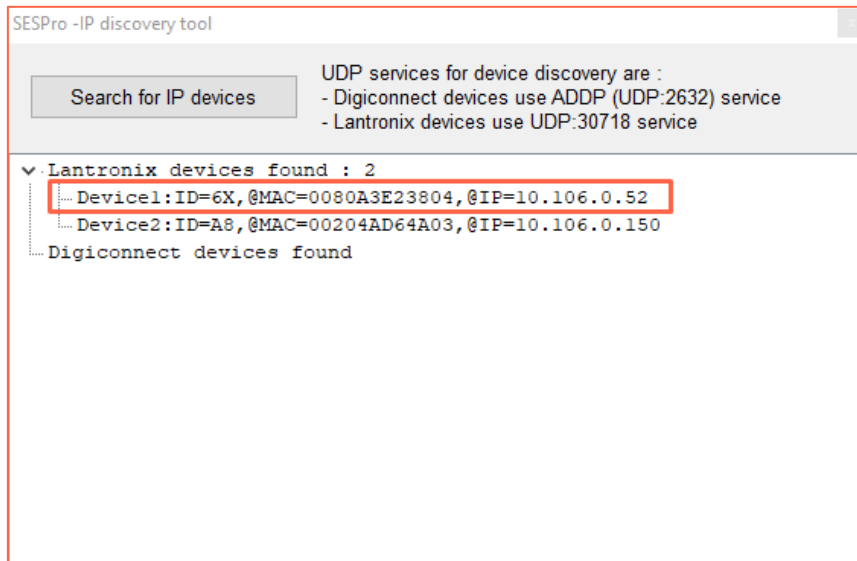 SESPro -IP discovery tool
Search for IP devices
UDP services for device discovery are :
- Digiconnect devices use ADDP (UDP:2632) service
- Lantronix devices use UDP:30718 service
Lantronix devices found : 2
Device1:ID=6X,@MAC=0080A3E23804,@IP=10.106.0.52
Device2:ID=A8,@MAC=00204AD64A03,@IP=10.106.0.150
Digiconnect devices found